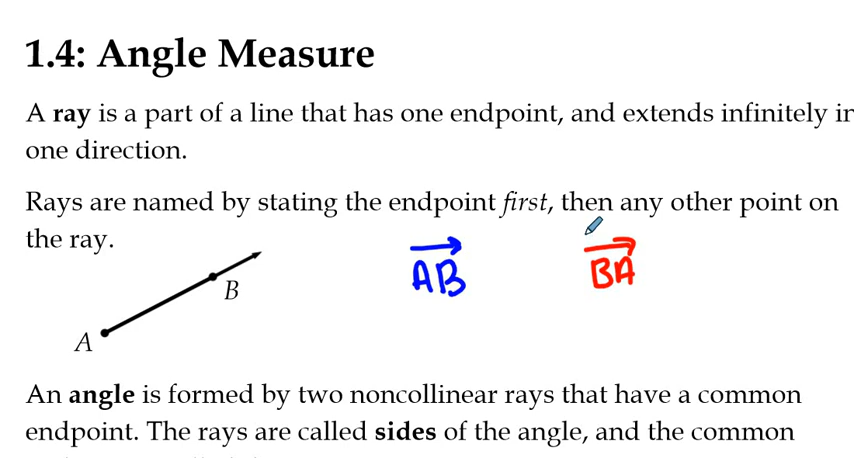 1.4: Angle Measure
A ray is a part of a line that has one endpoint, and extends infinitely in
one direction.
Rays are named by stating the endpoint first, then any other point on
the ray.
AB BA
B
A
An angle is formed by two noncollinear rays that have a common
endpoint. The rays are called sides of the angle, and the common